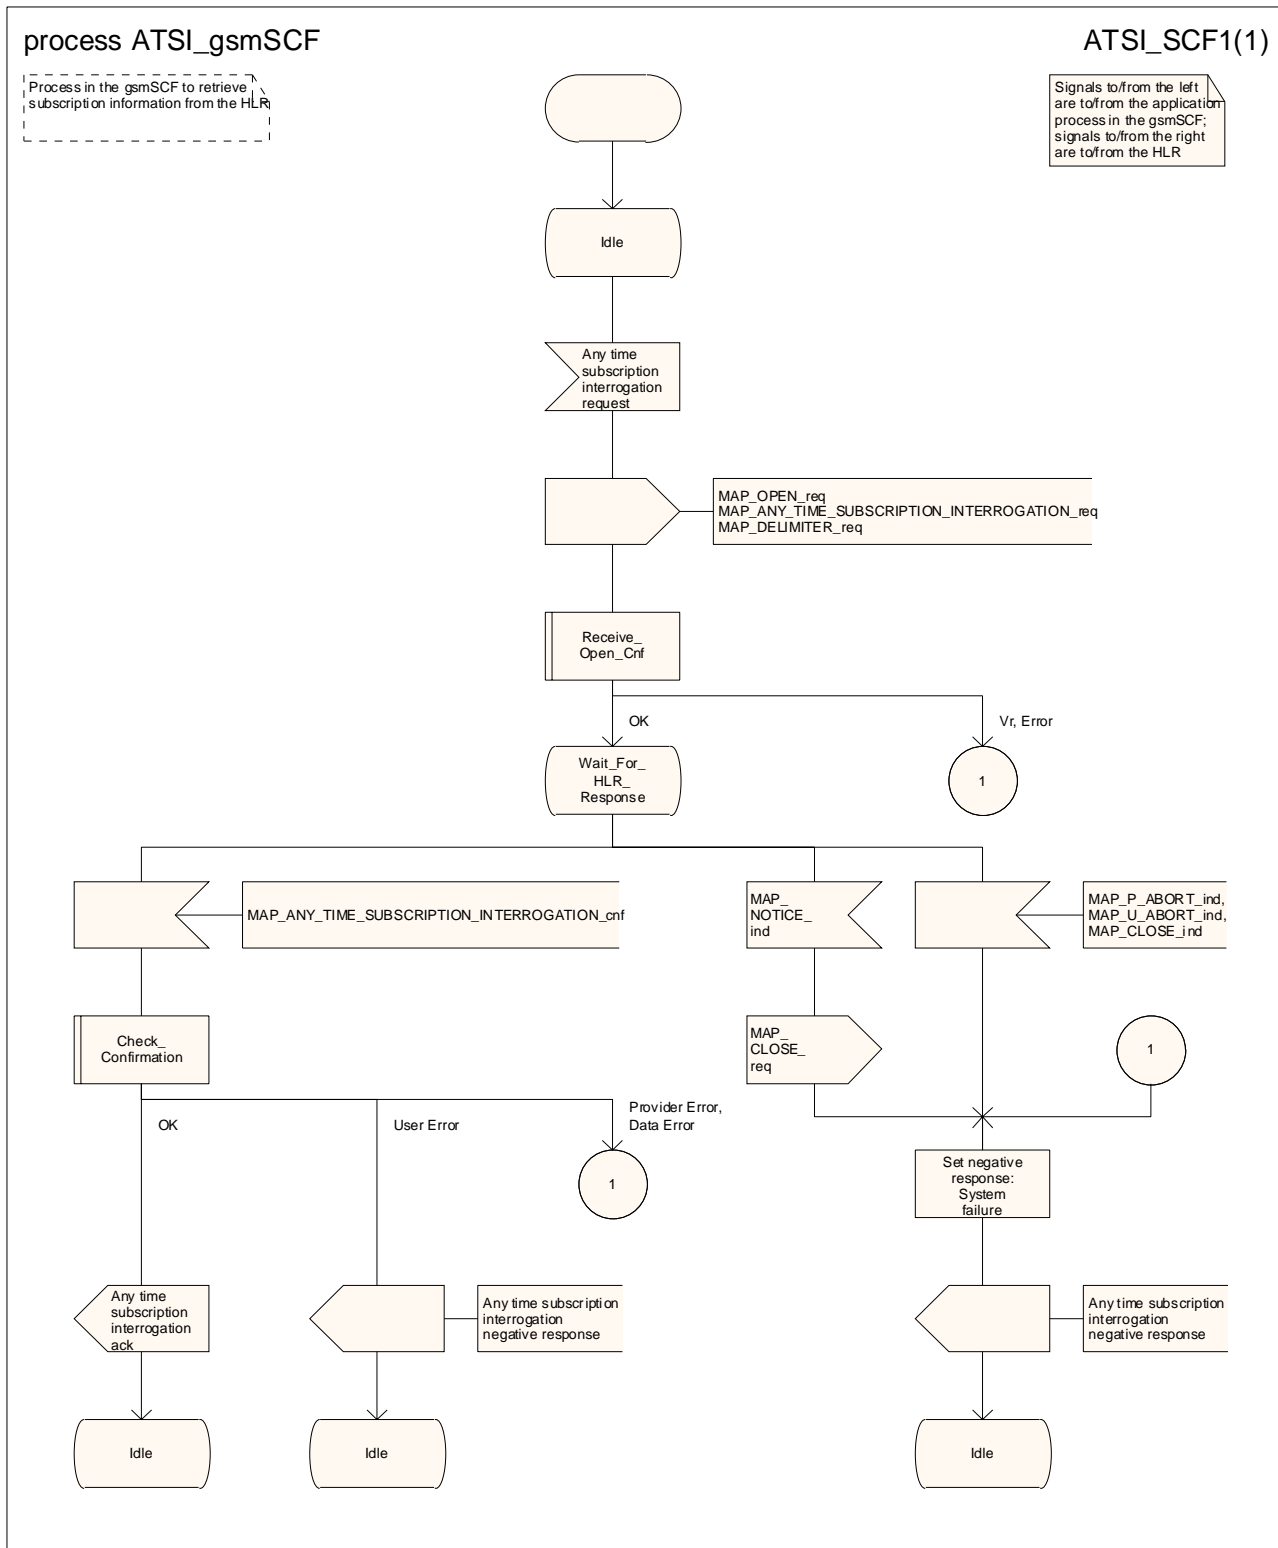 process ATSI_gsmSCF
ATSI_SCF1(1)
Process in the gsmSCF to retrieve
subscription information from the HLR
Signals to/from the left
are to/from the application
process in the gsmSCF;
signals to/from the right
are to/from the HLR
Idle
Any time
subscription
interrogation
request
MAP_OPEN_req
MAP_ANY_TIME_SUBSCRIPTION_INTERROGATION_req
MAP_DELIMITER_req
Receive_
Open_Cnf
OK
Vr, Error
Wait_For_
HLR_
Response
1
MAP_ANY_TIME_SUBSCRIPTION_INTERROGATION_cnf
MAP_
NOTICE_
ind
MAP_P_ABORT_ind,
MAP_U_ABORT_ind,
MAP_CLOSE_ind
Check_
Confirmation
MAP_
CLOSE_
req
1
OK
User Error
Provider Error,
Data Error
1
Set negative
response:
System
failure
Any time
subscription
interrogation
ack
Any time subscription
interrogation
negative response
Any time subscription
interrogation
negative response
Idle
Idle
Idle